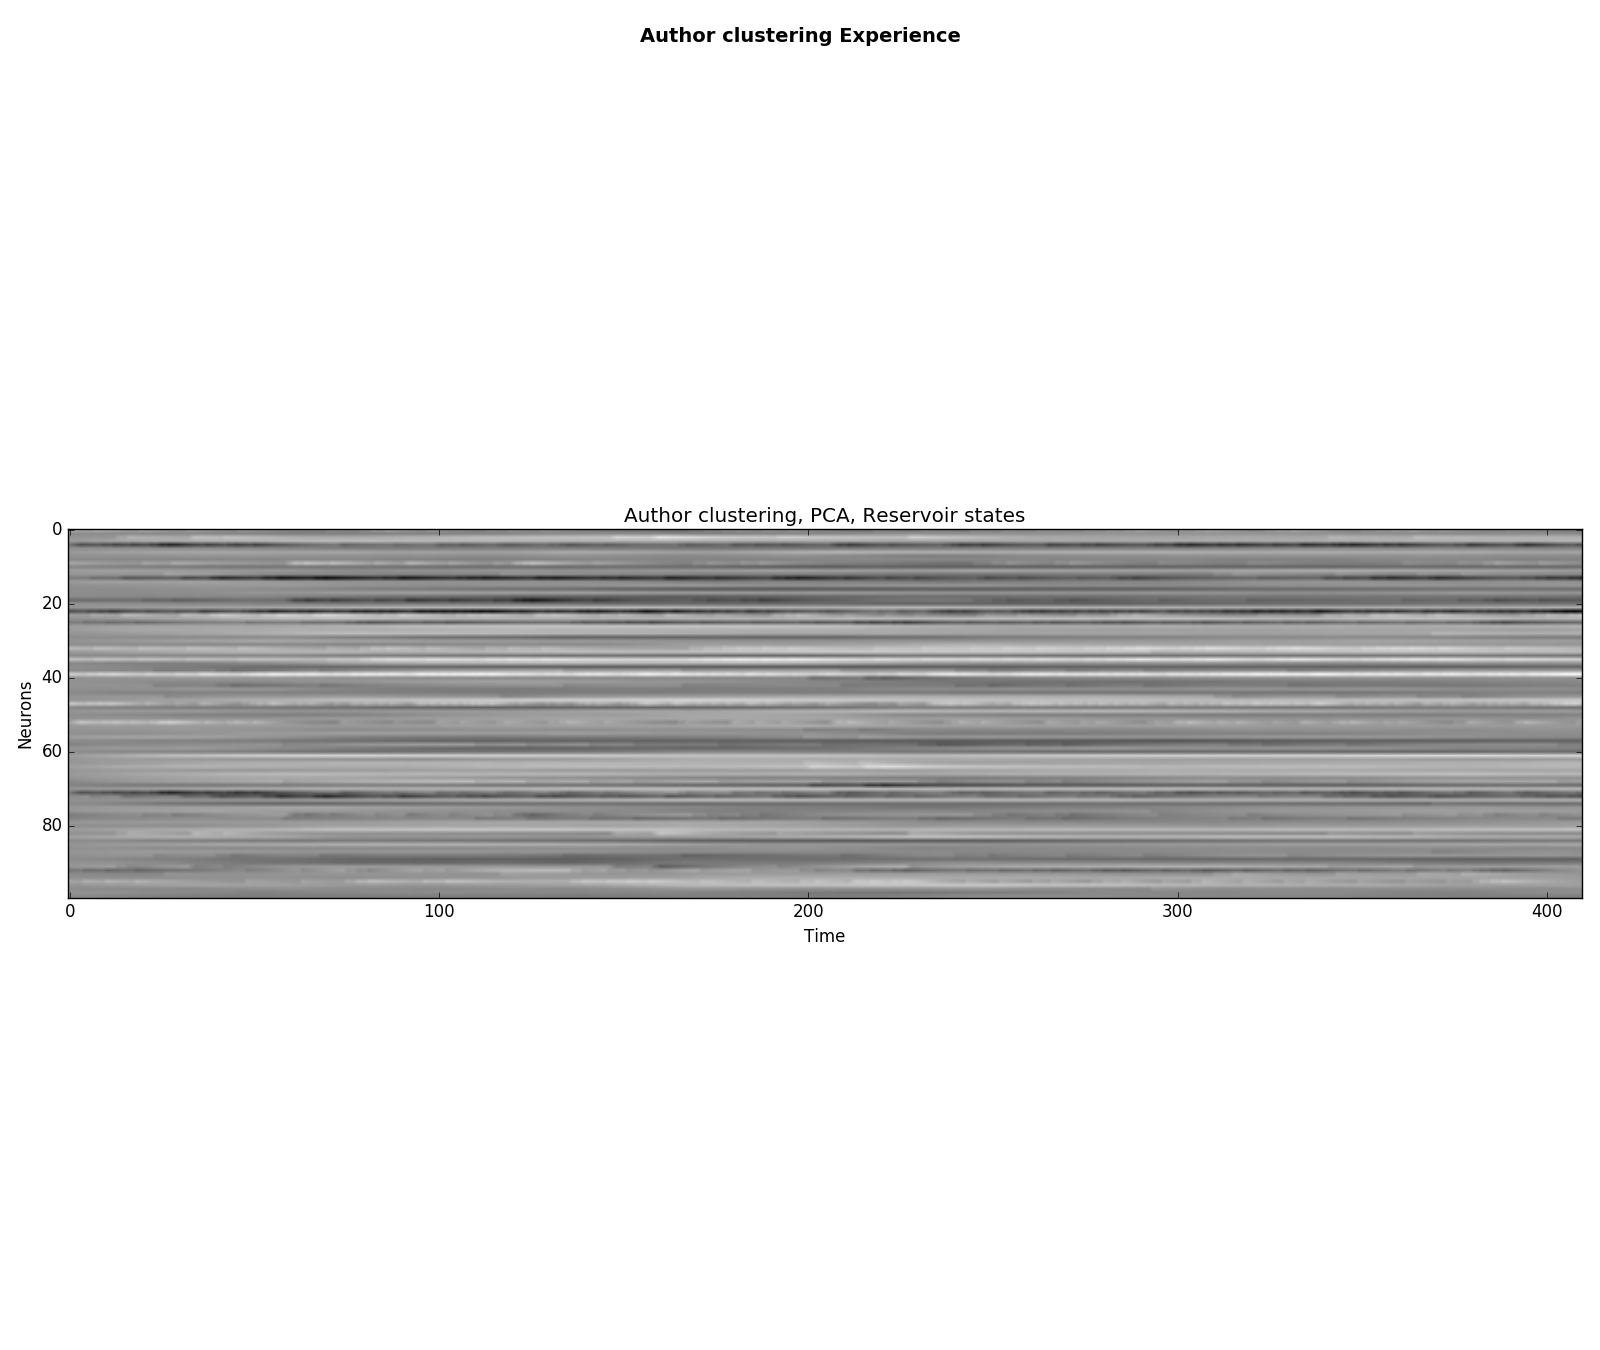 Author clustering Experience
Author clustering, PCA, Reservoir states
0
20
40
60
80
Neurons
0 100 200 300 400
Time